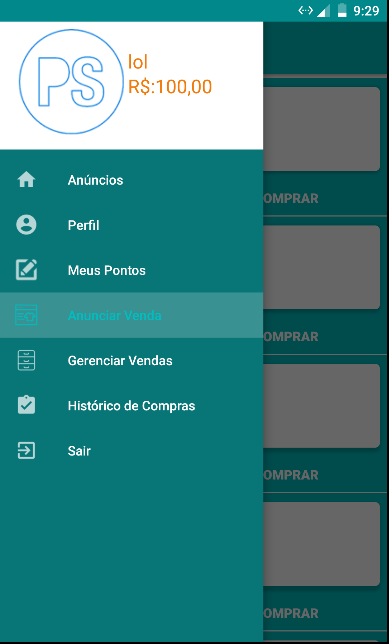 9:29
PS
lol
R$:100,00
Anúncios
Perfil
Meus Pontos
Anunciar Venda
Gerenciar Vendas
Histórico de Compras
Sair
OMPRAR
OMPRAR
OMPRAR
OMPRAR